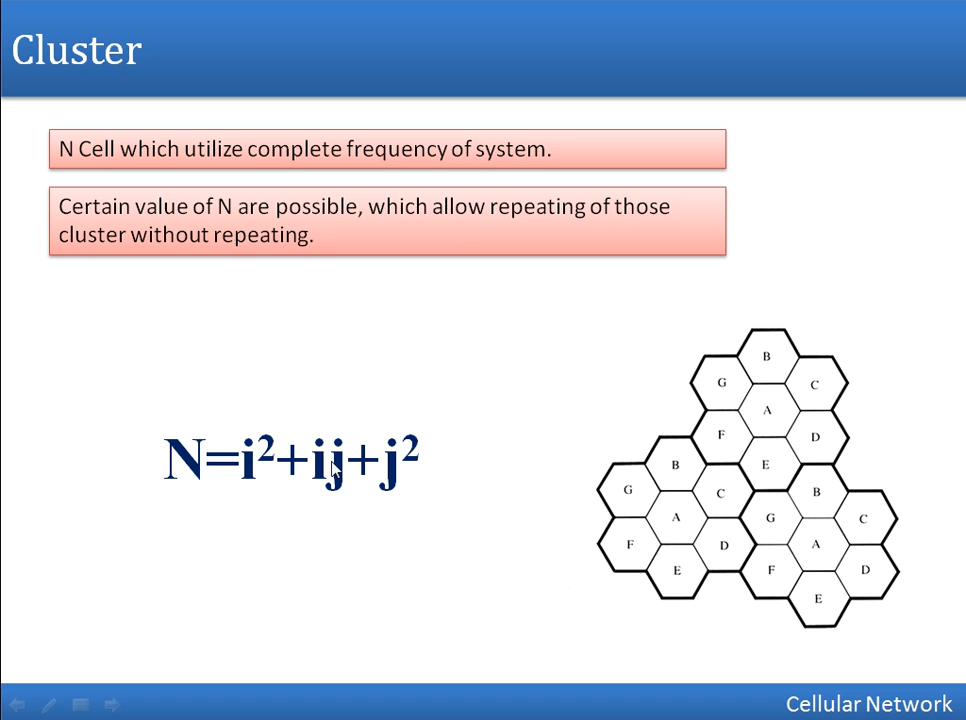 Cluster
N Cell which utilize complete frequency of system.
Certain value of N are possible, which allow repeating of those
cluster without repeating.
N=i²+ij+j²
B
G
C
A
F
D
B
E
G
C
B
A
G
C
F
D
A
E
F
D
E
Cellular Network